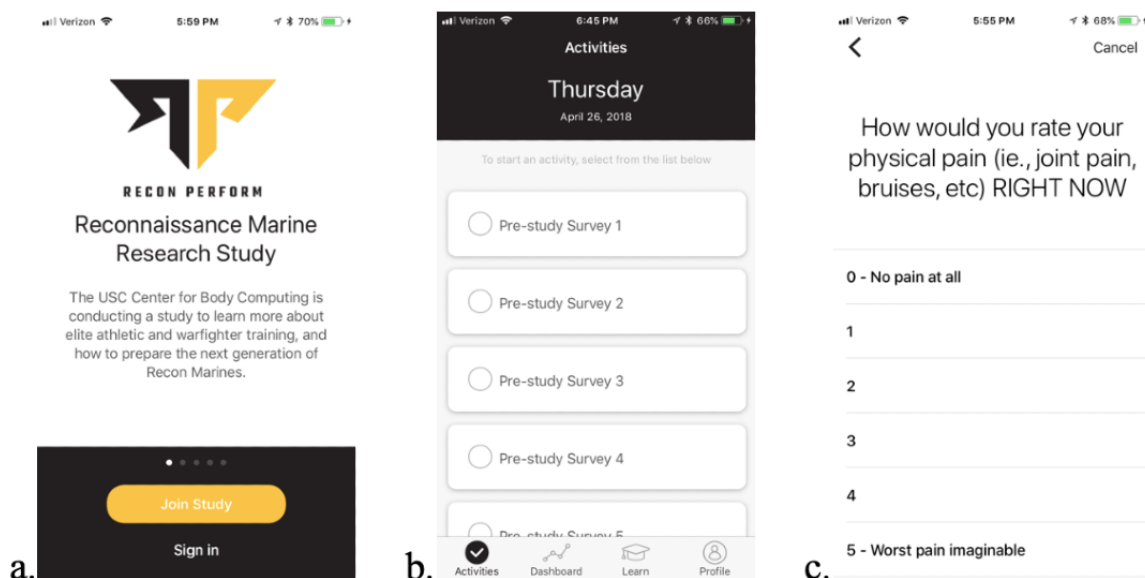 Verizon 5:59 PM 70%
RECON PERFORM
Reconnaissance Marine
Research Study
The USC Center for Body Computing is
conducting a study to learn more about
elite athletic and warfighter training, and
how to prepare the next generation of
Recon Marines.
Join Study
Sign in
a.
Verizon 6:45 PM 66%
Activities
Thursday
April 26, 2018
To start an activity, select from the list below
Pre-study Survey 1
Pre-study Survey 2
Pre-study Survey 3
Pre-study Survey 4
Pre-study Survey 5
Activities Dashboard Learn Profile
b.
Verizon 5:55 PM 68%
Cancel
How would you rate your
physical pain (ie., joint pain,
bruises, etc) RIGHT NOW
0 - No pain at all
1
2
3
4
5 - Worst pain imaginable
c.